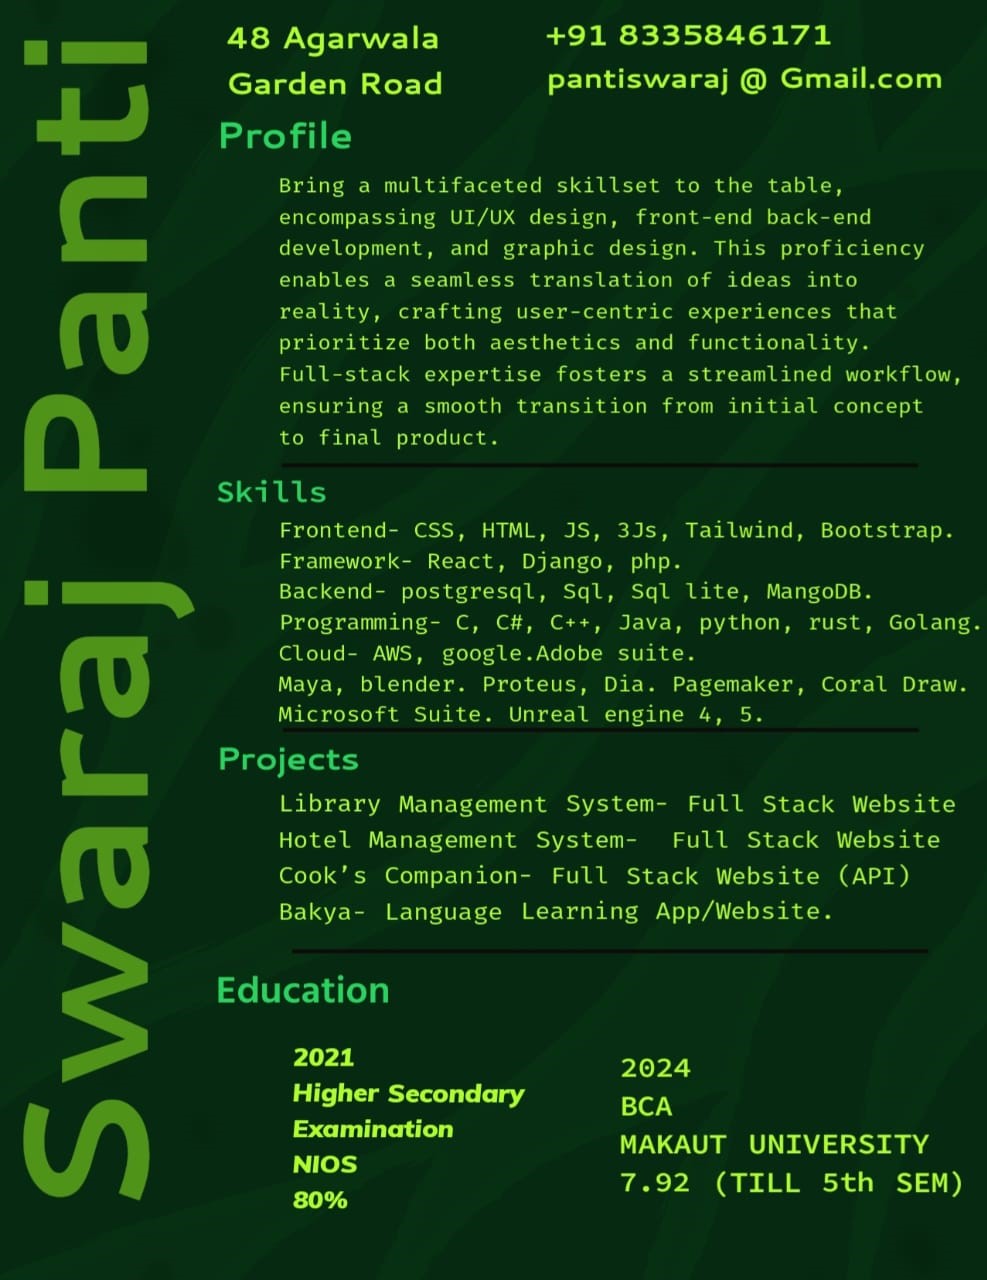 Swaraj Panti
48 Agarwala
Garden Road
+91 8335846171
pantiswaraj @ Gmail.com
Profile
Bring a multifaceted skillset to the table,
encompassing UI/UX design, front-end back-end
development, and graphic design. This proficiency
enables a seamless translation of ideas into
reality, crafting user-centric experiences that
prioritize both aesthetics and functionality.
Full-stack expertise fosters a streamlined workflow,
ensuring a smooth transition from initial concept
to final product.
Skills
Frontend- CSS, HTML, JS, 3Js, Tailwind, Bootstrap.
Framework- React, Django, php.
Backend- postgresql, Sql, Sql lite, MangoDB.
Programming- C, C#, C++, Java, python, rust, Golang.
Cloud- AWS, google.Adobe suite.
Maya, blender. Proteus, Dia. Pagemaker, Coral Draw.
Microsoft Suite. Unreal engine 4, 5.
Projects
Library Management System- Full Stack Website
Hotel Management System- Full Stack Website
Cook's Companion- Full Stack Website (API)
Bakya- Language Learning App/Website.
Education
2021
Higher Secondary
Examination
NIOS
80%
2024
BCA
MAKAUT UNIVERSITY
7.92 (TILL 5th SEM)